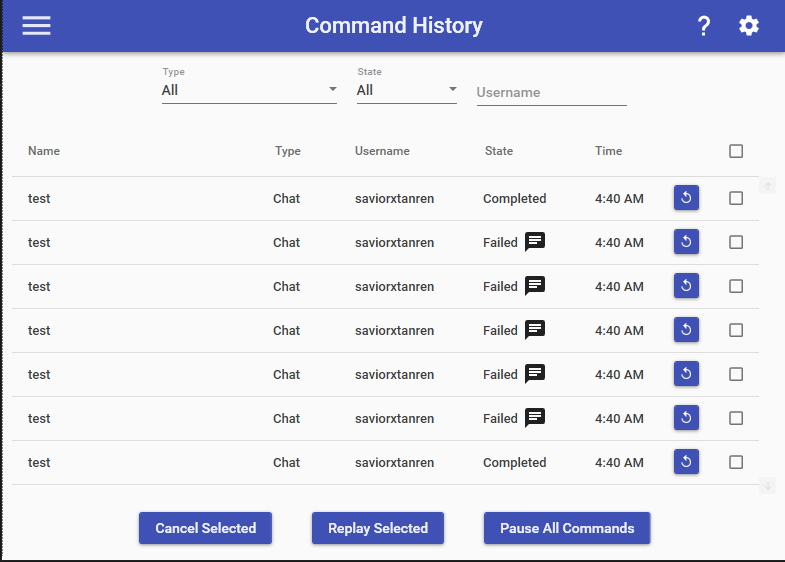 Command History ?
Type State
All All Username
Name Type Username State Time
test Chat saviorxtanren Completed 4:40 AM
test Chat saviorxtanren Failed 4:40 AM
test Chat saviorxtanren Failed 4:40 AM
test Chat saviorxtanren Failed 4:40 AM
test Chat saviorxtanren Failed 4:40 AM
test Chat saviorxtanren Failed 4:40 AM
test Chat saviorxtanren Completed 4:40 AM
Cancel Selected Replay Selected Pause All Commands